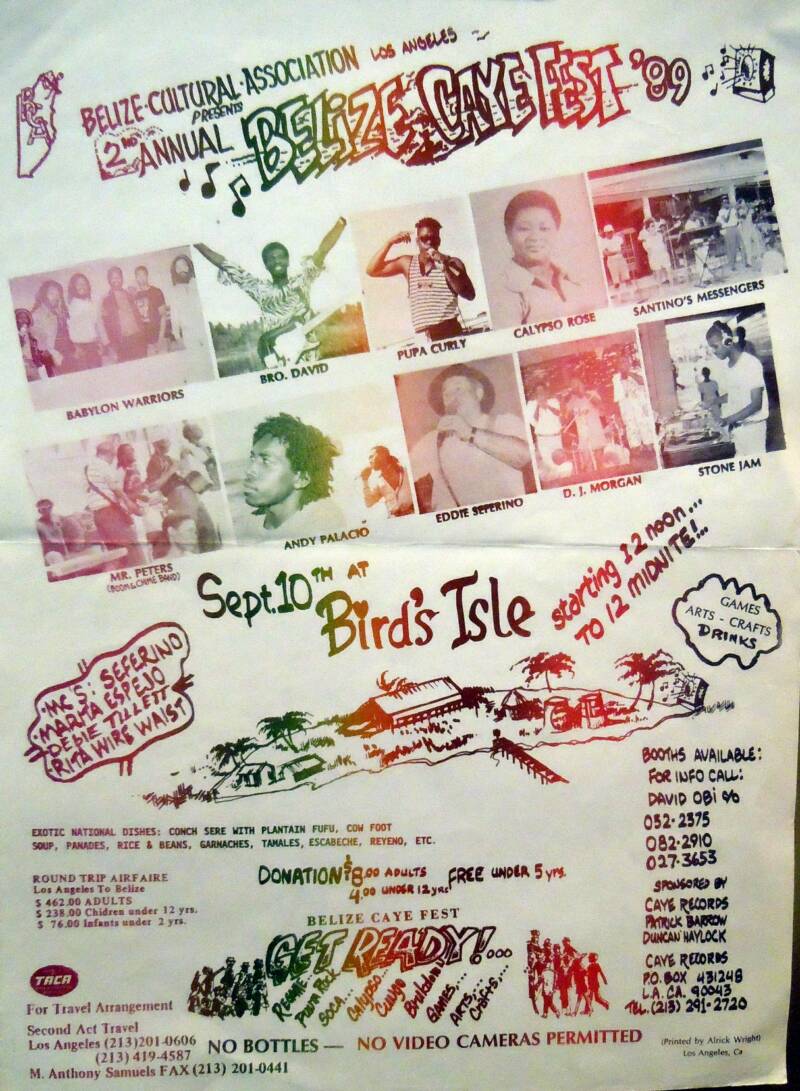 BCA
BELIZE·CULTURAL·ASSOCIATION LOS ANGELES
PRESENTS
2ND ANNUAL BELIZE CAYE FEST '89
BABYLON WARRIORS
BRO. DAVID
PUPA CURLY
CALYPSO ROSE
SANTINO'S MESSENGERS
MR. PETERS
(BOOM & CHIME BAND)
ANDY PALACIO
EDDIE SEFERINO
D. J. MORGAN
STONE JAM
Sept. 10TH AT
Bird's Isle
starting 12 noon...
TO 12 MIDNITE!..
GAMES
ARTS - CRAFTS
DRINKS
·MC'S: SEFERINO
·MARHA ESPEJO
·DEBIE TILLETT
·RITA WIRE WAIST
BOOTHS AVAILABLE:
FOR INFO CALL:
DAVID OBI c/o
052-2375
082-2910
027-3653
SPONSORED BY
CAYE RECORDS
PATRICK BARROW
DUNCAN HAYLOCK
CAYE RECORDS
P.O. BOX 431248
L.A. CA. 90043
TEL. (213) 291-2720
EXOTIC NATIONAL DISHES: CONCH SERE WITH PLANTAIN FUFU, COW FOOT
SOUP, PANADES, RICE & BEANS, GARNACHES, TAMALES, ESCABECHE, REYENO, ETC.
DONATION $8.00 ADULTS FREE UNDER 5 yrs.
4.00 UNDER 12 yrs
ROUND TRIP AIRFAIRE
Los Angeles To Belize
$ 462.00 ADULTS
$ 238.00 Chidren under 12 yrs.
$ 76.00 Infants under 2 yrs.
BELIZE CAYE FEST
GET READY!...
REGGAE
Punta Rock
SOCA...
Calypso...
Cungo
Brukdown
GAMES...
ARTS...
Crafts...
TACA
For Travel Arrangement
Second Act Travel
Los Angeles (213) 201-0606
(213) 419-4587
M. Anthony Samuels FAX (213) 201-0441
NO BOTTLES — NO VIDEO CAMERAS PERMITTED
(Printed by Alrick Wright)
Los Angeles, Ca